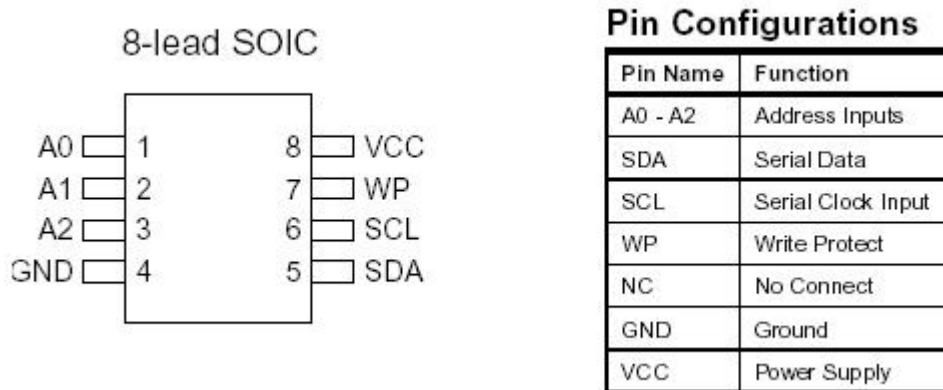 8-lead SOIC
A0 1 8 VCC
A1 2 7 WP
A2 3 6 SCL
GND 4 5 SDA
Pin Configurations
Pin Name Function
A0 - A2 Address Inputs
SDA Serial Data
SCL Serial Clock Input
WP Write Protect
NC No Connect
GND Ground
VCC Power Supply